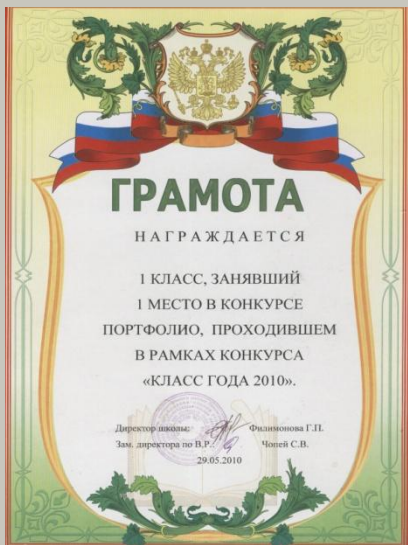 ГРАМОТА
НАГРАЖДАЕТСЯ
1 КЛАСС, ЗАНЯВШИЙ
1 МЕСТО В КОНКУРСЕ
ПОРТФОЛИО, ПРОХОДИВШЕМ
В РАМКАХ КОНКУРСА
«КЛАСС ГОДА 2010».
Директор школы: Филимонова Г.П.
Зам. директора по В.Р. Чопей С.В.
29.05.2010